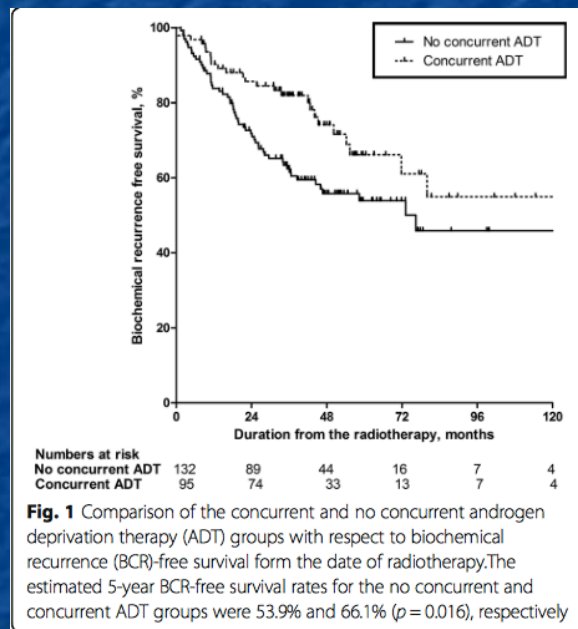 No concurrent ADT
Concurrent ADT
Biochemical recurrence free survival, %
100
80
60
40
20
0
0 24 48 72 96 120
Duration from the radiotherapy, months
Numbers at risk
No concurrent ADT 132 89 44 16 7 4
Concurrent ADT 95 74 33 13 7 4
Fig. 1 Comparison of the concurrent and no concurrent androgen
deprivation therapy (ADT) groups with respect to biochemical
recurrence (BCR)-free survival form the date of radiotherapy.The
estimated 5-year BCR-free survival rates for the no concurrent and
concurrent ADT groups were 53.9% and 66.1% (p = 0.016), respectively